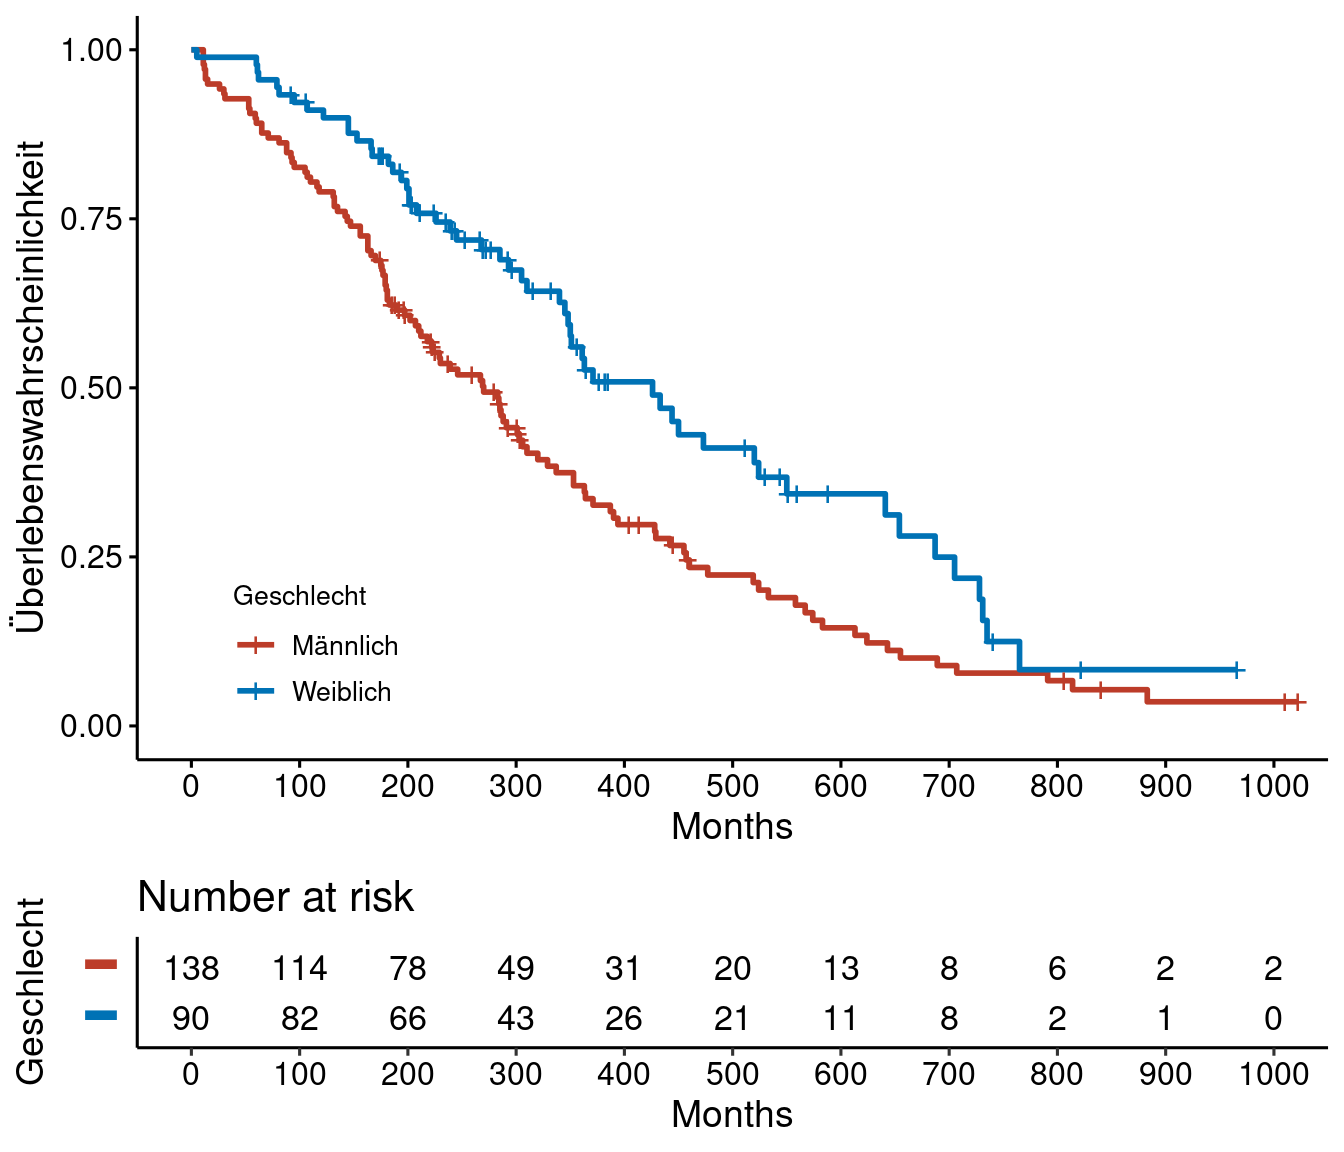 Überlebenswahrscheinlichkeit
1.00
0.75
0.50
0.25
0.00
Geschlecht
Männlich
Weiblich
0 100 200 300 400 500 600 700 800 900 1000
Months
Number at risk
Geschlecht
138 114 78 49 31 20 13 8 6 2 2
90 82 66 43 26 21 11 8 2 1 0
0 100 200 300 400 500 600 700 800 900 1000
Months